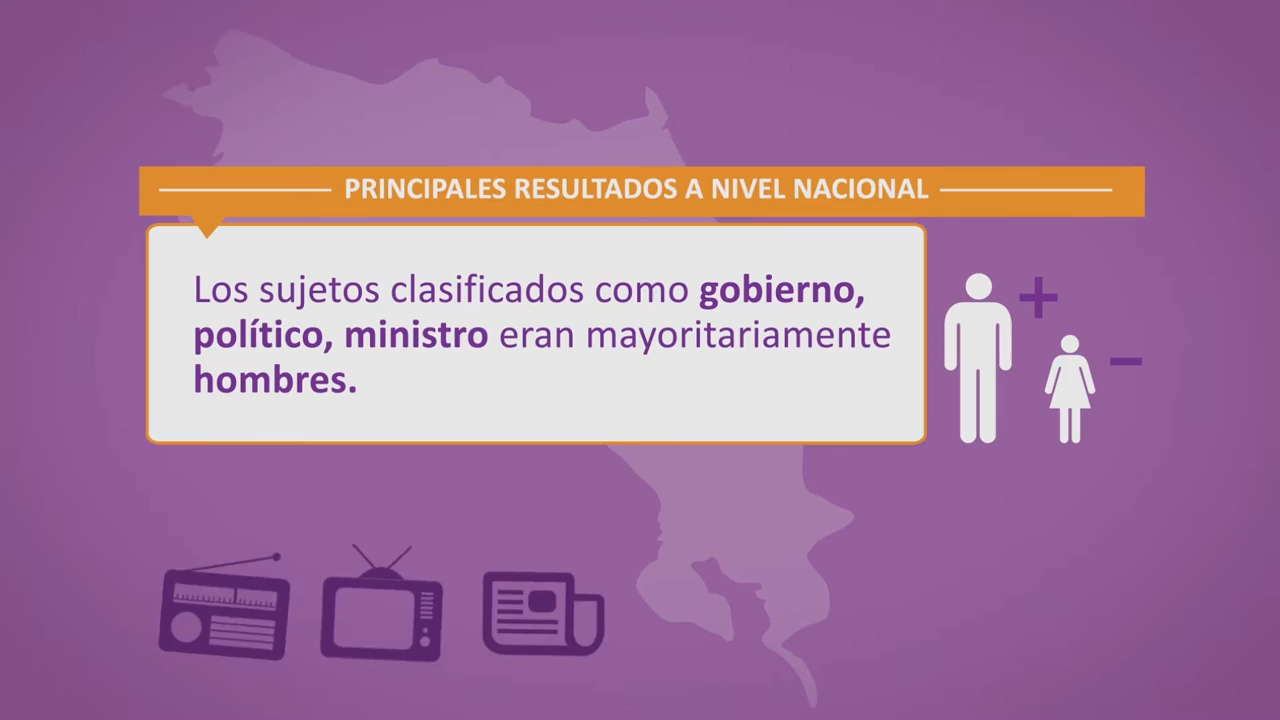 PRINCIPALES RESULTADOS A NIVEL NACIONAL
Los sujetos clasificados como gobierno,
político, ministro eran mayoritariamente
hombres.
+
−